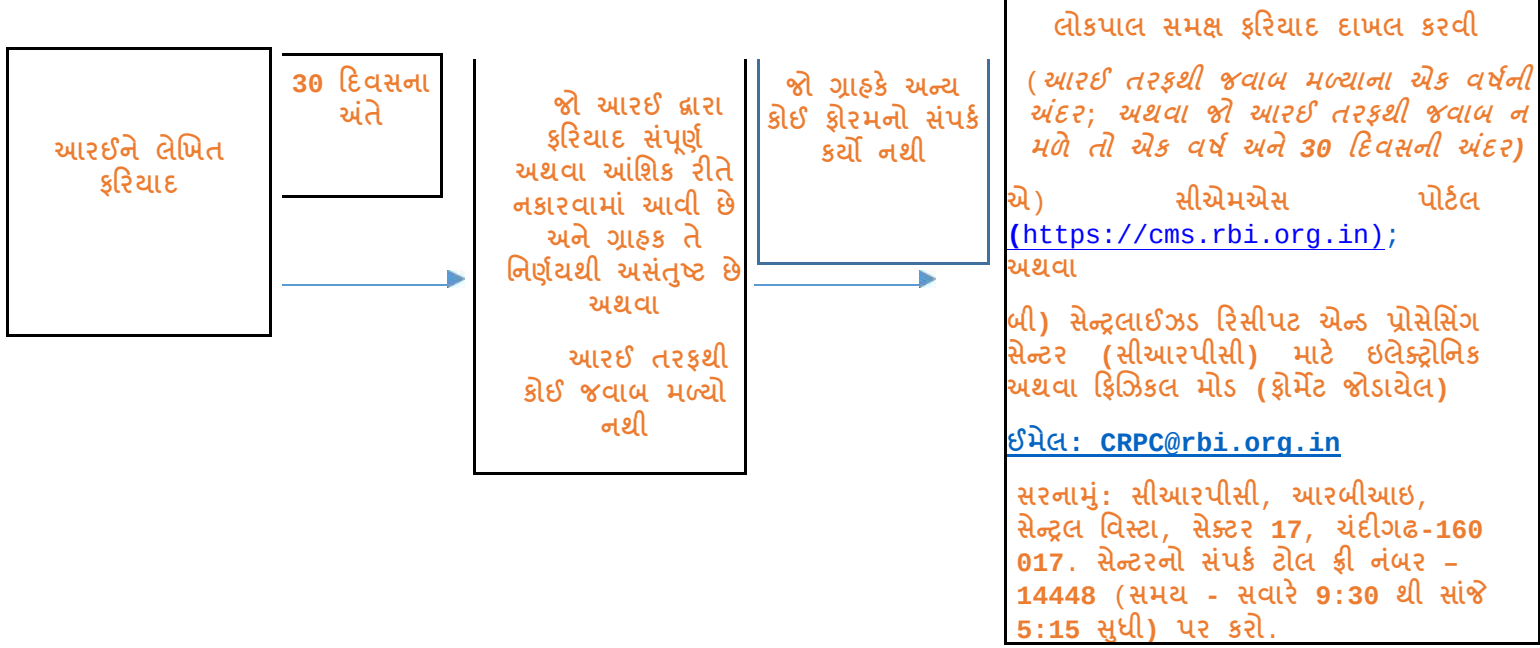 આરઈને લેખિત
ફરિયાદ
30 દિવસના
અંતે
જો આરઈ દ્વારા
ફરિયાદ સંપૂર્ણ
અથવા આંશિક રીતે
નકારવામાં આવી છે
અને ગ્રાહક તે
નિર્ણયથી અસંતુષ્ટ છે
અથવા
આરઈ તરફથી
કોઈ જવાબ મળ્યો
નથી
જો ગ્રાહકે અન્ય
કોઈ ફોરમનો સંપર્ક
કર્યો નથી
લોકપાલ સમક્ષ ફરિયાદ દાખલ કરવી
(આરઈ તરફથી જવાબ મળ્યાના એક વર્ષની
અંદર; અથવા જો આરઈ તરફથી જવાબ ન
મળે તો એક વર્ષ અને 30 દિવસની અંદર)
એ) સીએમએસ પોર્ટલ
(https://cms.rbi.org.in);
અથવા
બી) સેન્ટ્રલાઈઝડ રિસીપટ એન્ડ પ્રોસેસિંગ
સેન્ટર (સીઆરપીસી) માટે ઇલેક્ટ્રોનિક
અથવા ફિઝિકલ મોડ (ફોર્મેટ જોડાયેલ)
ઈમેલ: CRPC@rbi.org.in
સરનામું: સીઆરપીસી, આરબીઆઇ,
સેન્ટ્રલ વિસ્ટા, સેક્ટર 17, ચંદીગઢ-160
017. સેન્ટરનો સંપર્ક ટોલ ફ્રી નંબર –
14448 (સમય - સવારે 9:30 થી સાંજે
5:15 સુધી) પર કરો.